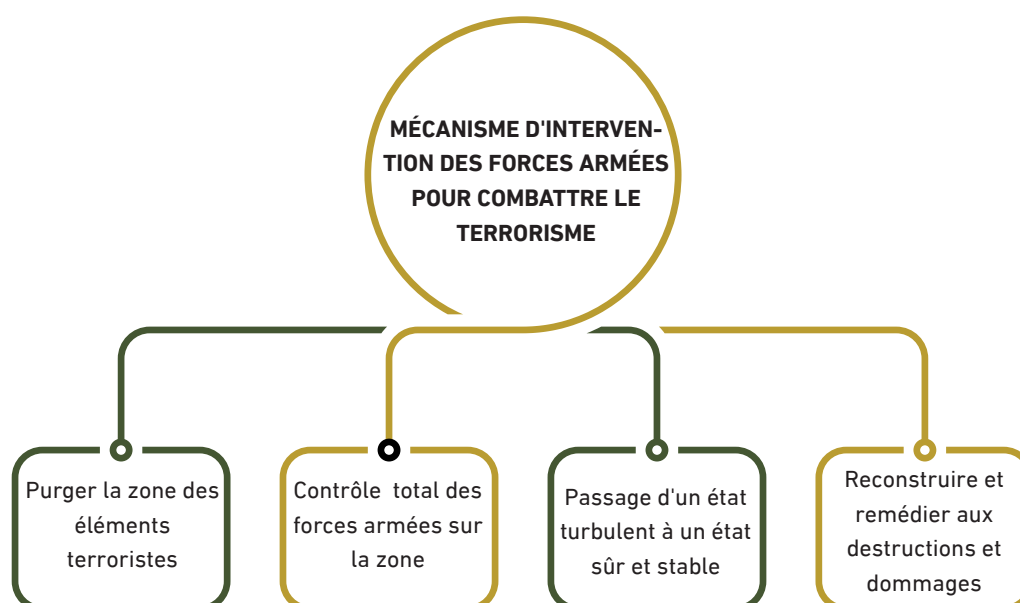 MÉCANISME D'INTERVEN-
TION DES FORCES ARMÉES
POUR COMBATTRE LE
TERRORISME
Purger la zone des
éléments
terroristes
Contrôle total des
forces armées sur
la zone
Passage d'un état
turbulent à un état
sûr et stable
Reconstruire et
remédier aux
destructions et
dommages